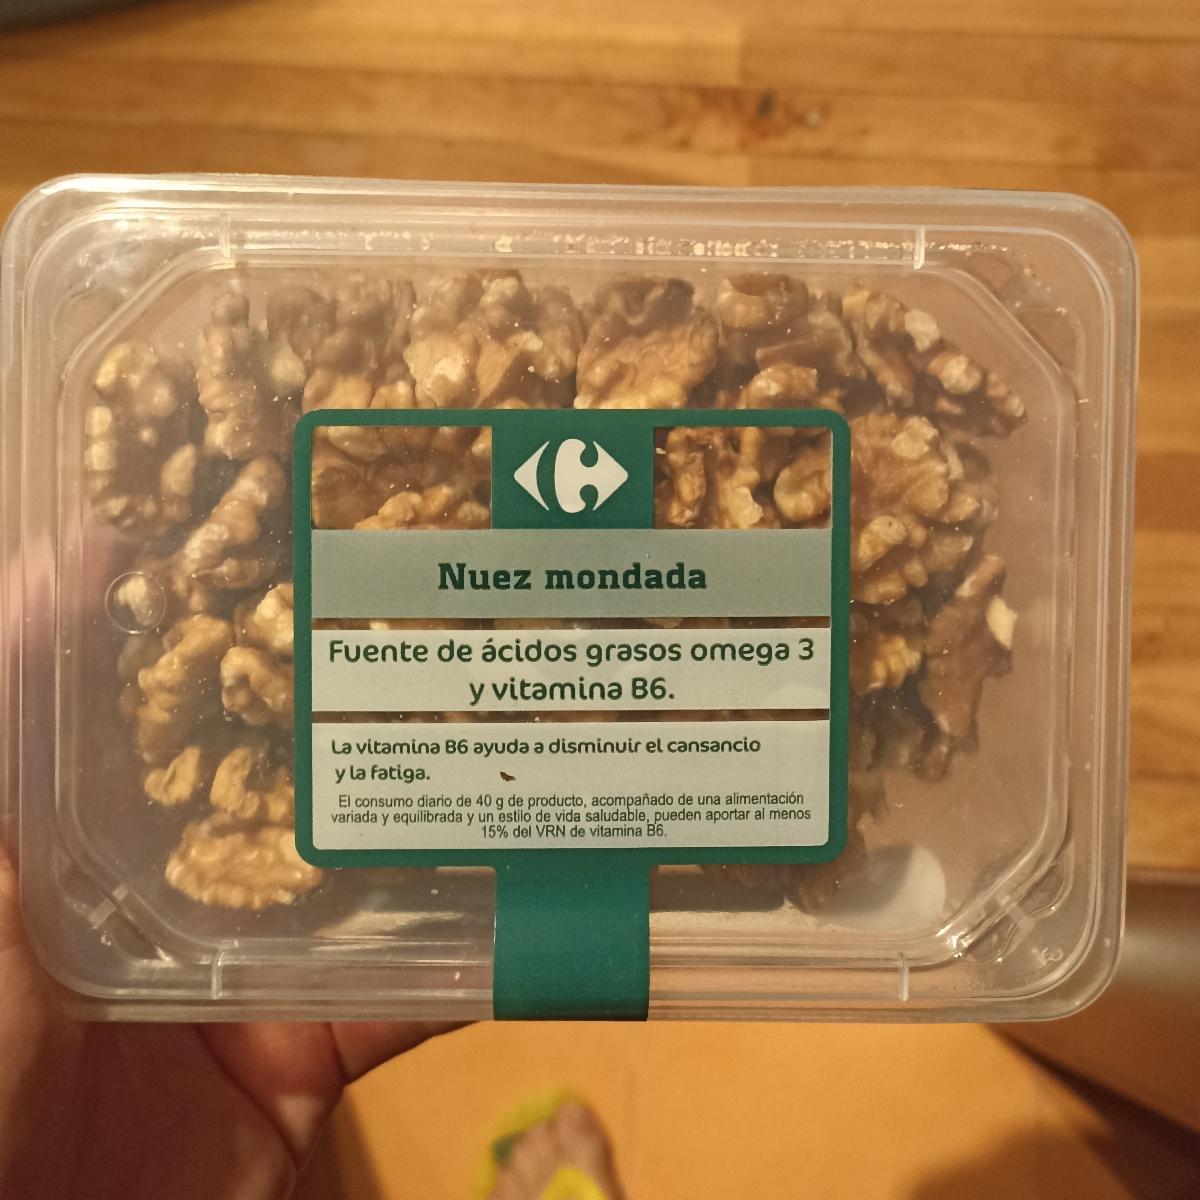 Nuez mondada
Fuente de ácidos grasos omega 3
y vitamina B6.
La vitamina B6 ayuda a disminuir el cansancio
y la fatiga.
El consumo diario de 40 g de producto, acompañado de una alimentación
variada y equilibrada y un estilo de vida saludable, pueden aportar al menos
15% del VRN de vitamina B6.